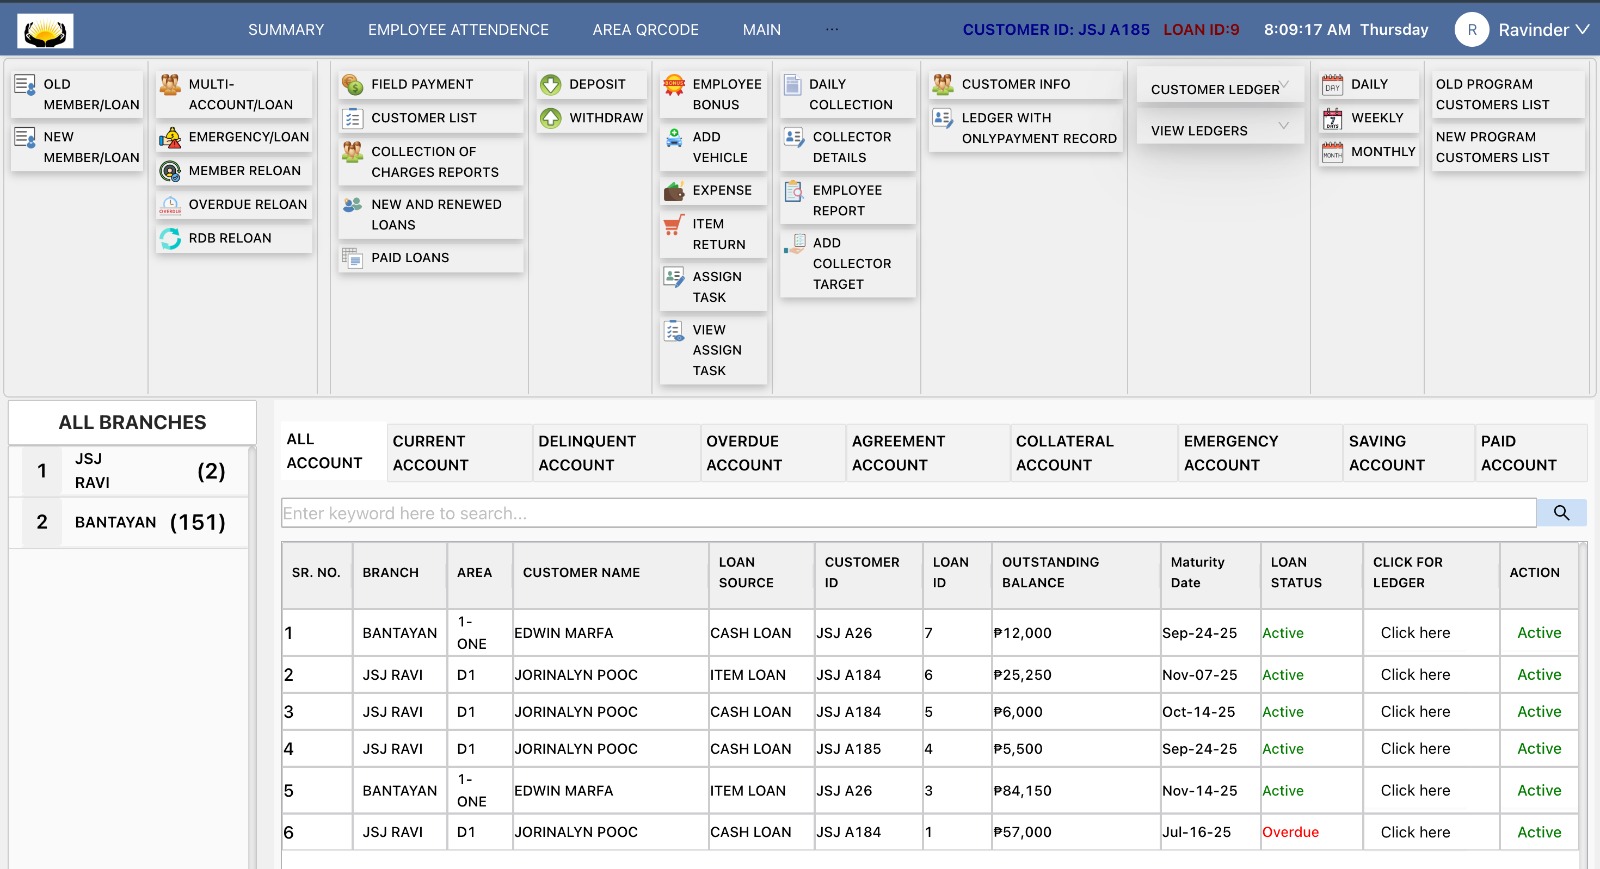 SUMMARY EMPLOYEE ATTENDENCE AREA QRCODE MAIN ... CUSTOMER ID: JSJ A185 LOAN ID:9 8:09:17 AM Thursday R Ravinder
OLD
MEMBER/LOAN
NEW
MEMBER/LOAN
MULTI-
ACCOUNT/LOAN
EMERGENCY/LOAN
MEMBER RELOAN
OVERDUE RELOAN
RDB RELOAN
FIELD PAYMENT
CUSTOMER LIST
COLLECTION OF
CHARGES REPORTS
NEW AND RENEWED
LOANS
PAID LOANS
DEPOSIT
WITHDRAW
EMPLOYEE
BONUS
ADD
VEHICLE
EXPENSE
ITEM
RETURN
ASSIGN
TASK
VIEW
ASSIGN
TASK
DAILY
COLLECTION
COLLECTOR
DETAILS
EMPLOYEE
REPORT
ADD
COLLECTOR
TARGET
CUSTOMER INFO
LEDGER WITH
ONLYPAYMENT RECORD
CUSTOMER LEDGER
VIEW LEDGERS
DAILY
WEEKLY
MONTHLY
OLD PROGRAM
CUSTOMERS LIST
NEW PROGRAM
CUSTOMERS LIST
ALL BRANCHES
1 JSJ RAVI (2)
2 BANTAYAN (151)
ALL ACCOUNT CURRENT ACCOUNT DELINQUENT ACCOUNT OVERDUE ACCOUNT AGREEMENT ACCOUNT COLLATERAL ACCOUNT EMERGENCY ACCOUNT SAVING ACCOUNT PAID ACCOUNT
Enter keyword here to search...
SR. NO. BRANCH AREA CUSTOMER NAME LOAN SOURCE CUSTOMER ID LOAN ID OUTSTANDING BALANCE Maturity Date LOAN STATUS CLICK FOR LEDGER ACTION
1 BANTAYAN 1-ONE EDWIN MARFA CASH LOAN JSJ A26 7 ₱12,000 Sep-24-25 Active Click here Active
2 JSJ RAVI D1 JORINALYN POOC ITEM LOAN JSJ A184 6 ₱25,250 Nov-07-25 Active Click here Active
3 JSJ RAVI D1 JORINALYN POOC CASH LOAN JSJ A184 5 ₱6,000 Oct-14-25 Active Click here Active
4 JSJ RAVI D1 JORINALYN POOC CASH LOAN JSJ A185 4 ₱5,500 Sep-24-25 Active Click here Active
5 BANTAYAN 1-ONE EDWIN MARFA ITEM LOAN JSJ A26 3 ₱84,150 Nov-14-25 Active Click here Active
6 JSJ RAVI D1 JORINALYN POOC CASH LOAN JSJ A184 1 ₱57,000 Jul-16-25 Overdue Click here Active